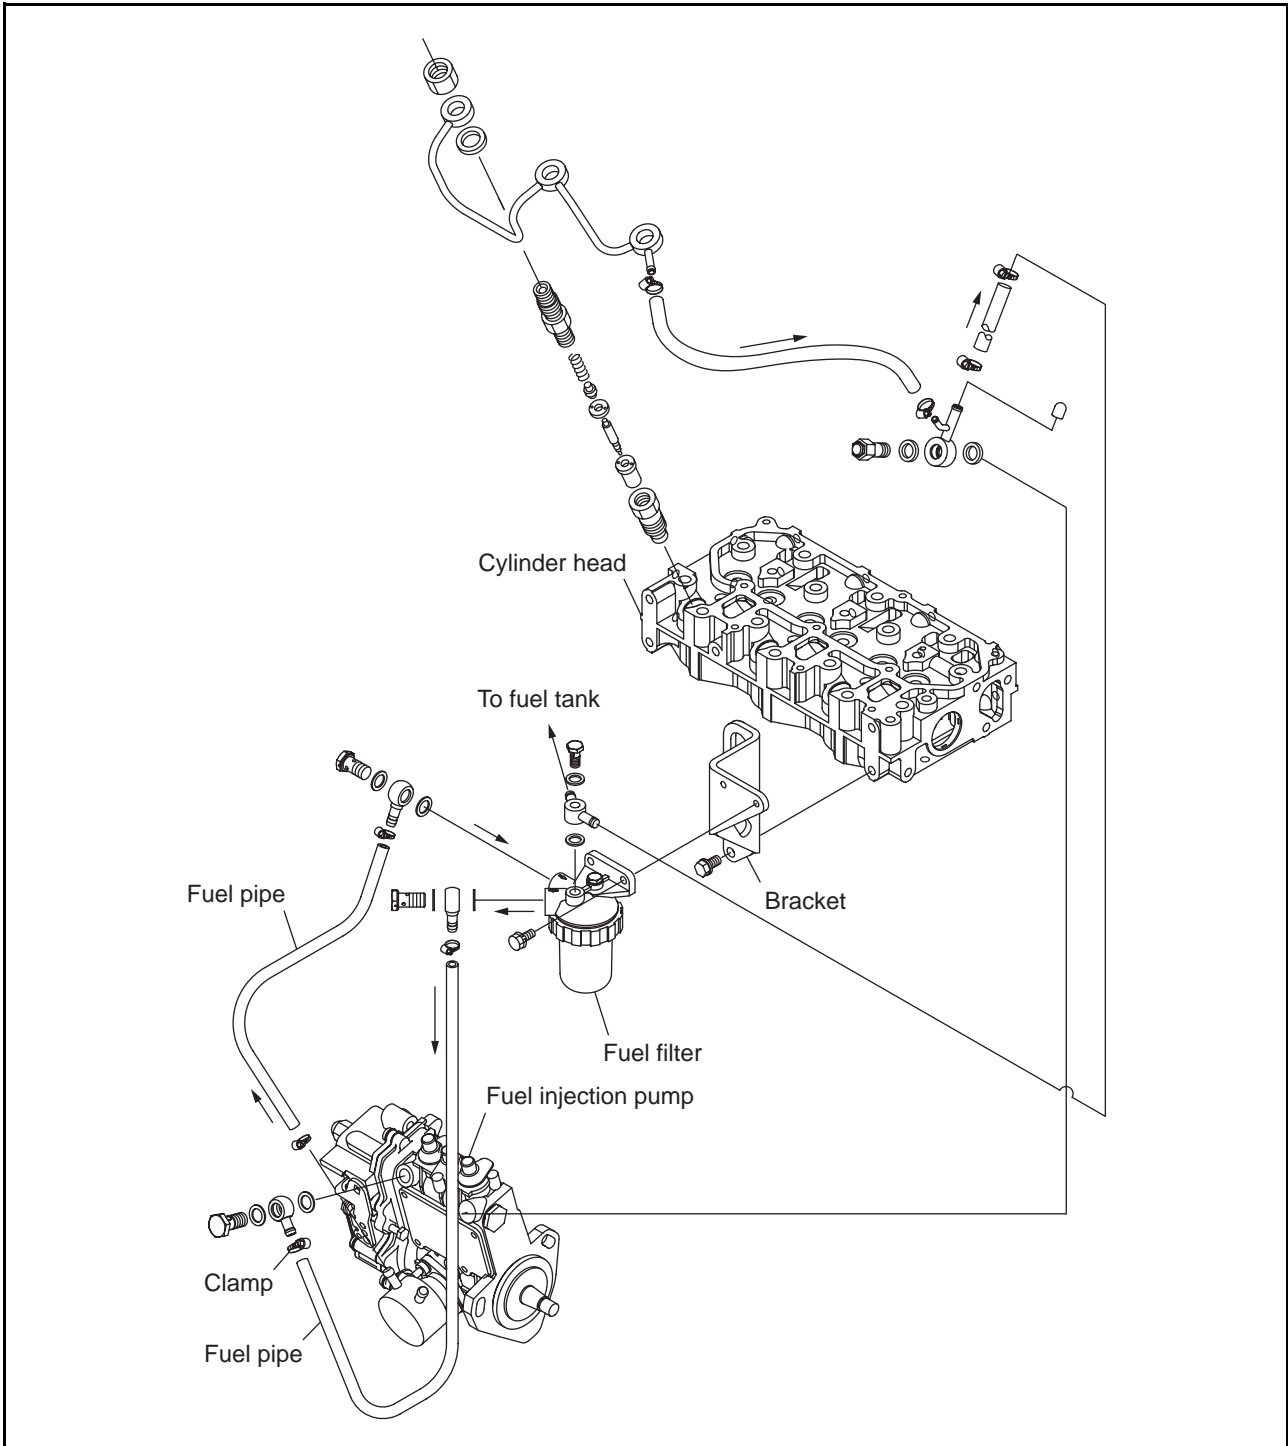 Cylinder head
To fuel tank
Fuel pipe
Bracket
Fuel filter
Fuel injection pump
Clamp
Fuel pipe